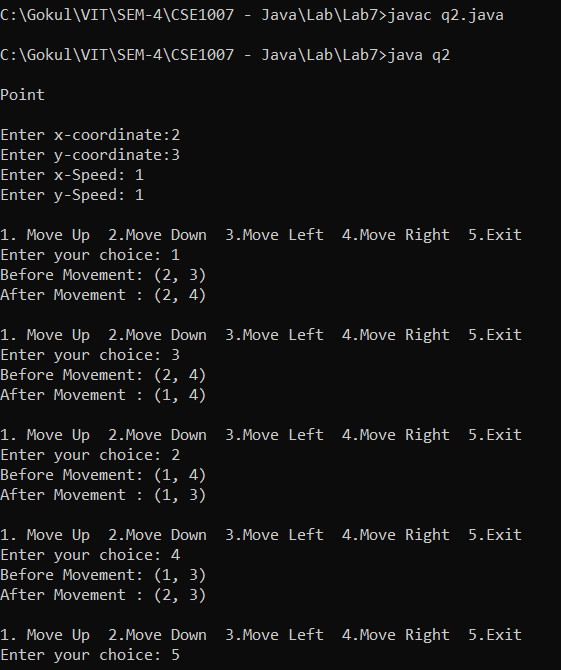 C:\Gokul\VIT\SEM-4\CSE1007 - Java\Lab\Lab7>javac q2.java
C:\Gokul\VIT\SEM-4\CSE1007 - Java\Lab\Lab7>java q2
Point
Enter x-coordinate:2
Enter y-coordinate:3
Enter x-Speed: 1
Enter y-Speed: 1
1. Move Up  2.Move Down  3.Move Left  4.Move Right  5.Exit
Enter your choice: 1
Before Movement: (2, 3)
After Movement : (2, 4)
1. Move Up  2.Move Down  3.Move Left  4.Move Right  5.Exit
Enter your choice: 3
Before Movement: (2, 4)
After Movement : (1, 4)
1. Move Up  2.Move Down  3.Move Left  4.Move Right  5.Exit
Enter your choice: 2
Before Movement: (1, 4)
After Movement : (1, 3)
1. Move Up  2.Move Down  3.Move Left  4.Move Right  5.Exit
Enter your choice: 4
Before Movement: (1, 3)
After Movement : (2, 3)
1. Move Up  2.Move Down  3.Move Left  4.Move Right  5.Exit
Enter your choice: 5